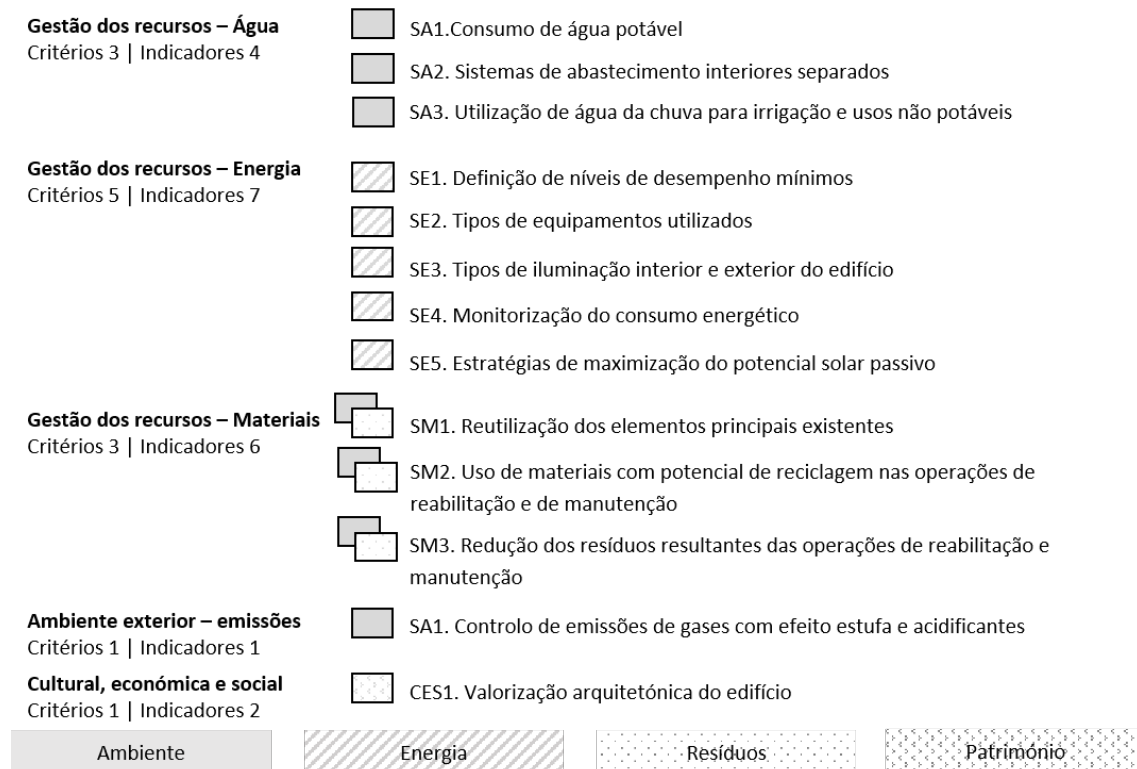 Gestão dos recursos – Água
Critérios 3 | Indicadores 4
SA1.Consumo de água potável
SA2. Sistemas de abastecimento interiores separados
SA3. Utilização de água da chuva para irrigação e usos não potáveis
Gestão dos recursos – Energia
Critérios 5 | Indicadores 7
SE1. Definição de níveis de desempenho mínimos
SE2. Tipos de equipamentos utilizados
SE3. Tipos de iluminação interior e exterior do edifício
SE4. Monitorização do consumo energético
SE5. Estratégias de maximização do potencial solar passivo
Gestão dos recursos – Materiais
Critérios 3 | Indicadores 6
SM1. Reutilização dos elementos principais existentes
SM2. Uso de materiais com potencial de reciclagem nas operações de
reabilitação e de manutenção
SM3. Redução dos resíduos resultantes das operações de reabilitação e
manutenção
Ambiente exterior – emissões
Critérios 1 | Indicadores 1
SA1. Controlo de emissões de gases com efeito estufa e acidificantes
Cultural, económica e social
Critérios 1 | Indicadores 2
CES1. Valorização arquitetónica do edifício
Ambiente
Energia
Resíduos
Património